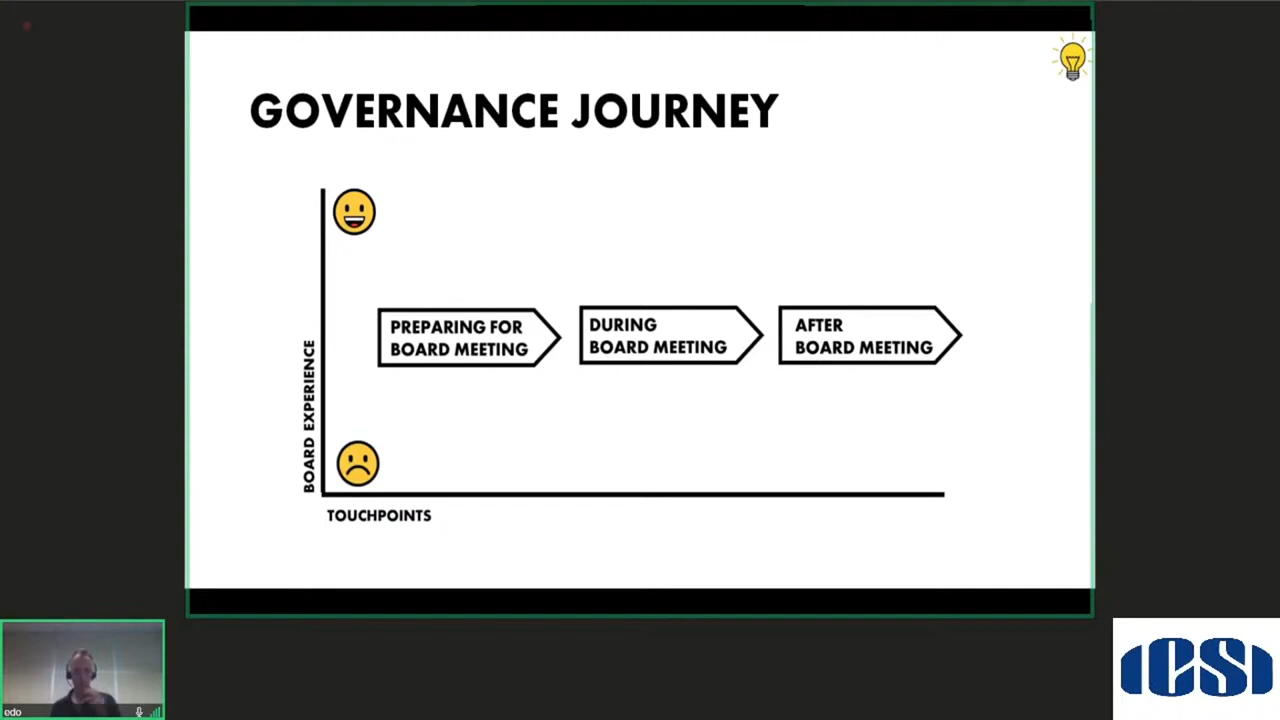 GOVERNANCE JOURNEY
PREPARING FOR
BOARD MEETING
DURING
BOARD MEETING
AFTER
BOARD MEETING
BOARD EXPERIENCE
TOUCHPOINTS
edo
ICSI